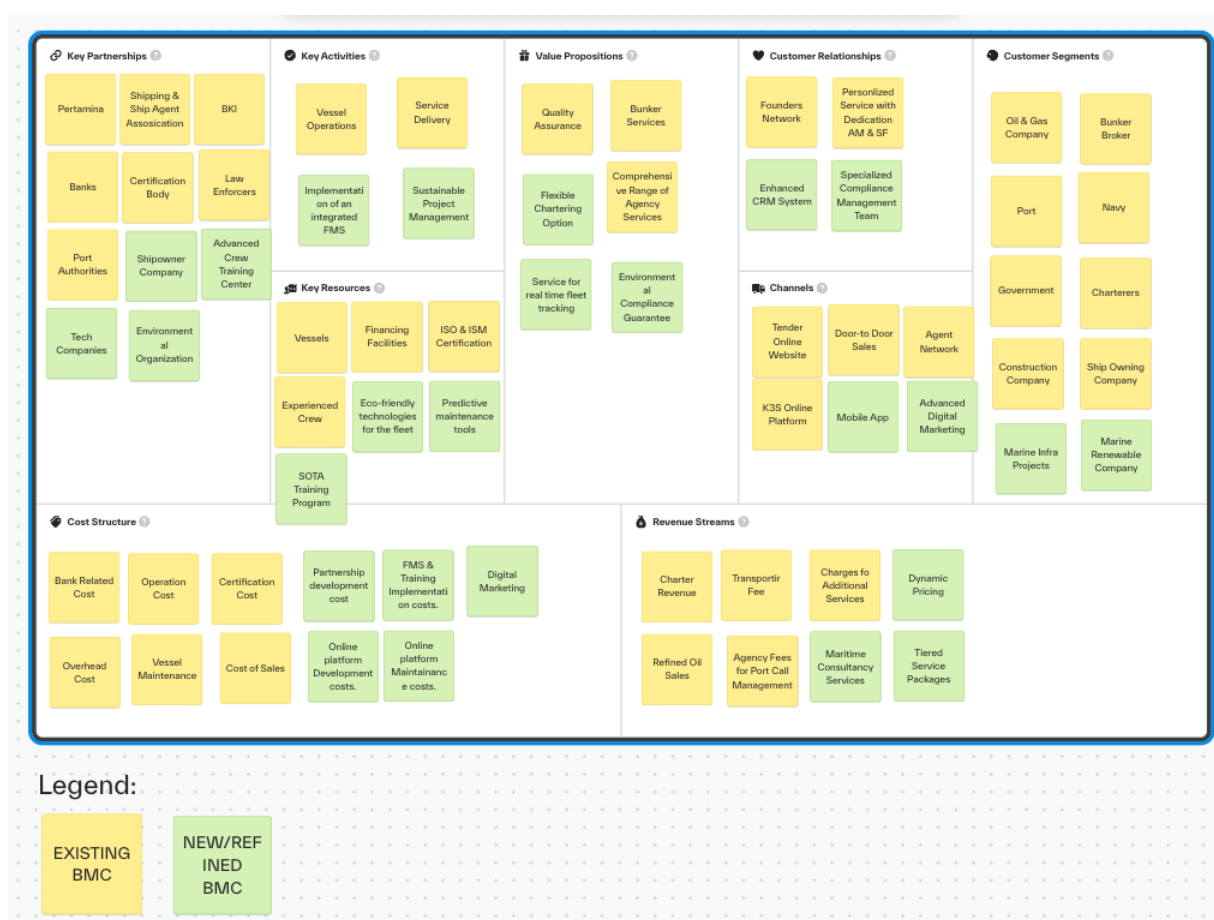 Key Partnerships
Pertamina
Shipping &
Ship Agent
Assosication
BKI
Banks
Certification
Body
Law
Enforcers
Port
Authorities
Shipowner
Company
Advanced
Crew
Training
Center
Tech
Companies
Environment
al
Organization
Key Activities
Vessel
Operations
Service
Delivery
Implementati
on of an
integrated
FMS
Sustainable
Project
Management
Key Resources
Vessels
Financing
Facilities
ISO & ISM
Certification
Experienced
Crew
Eco-friendly
technologies
for the fleet
Predictive
maintenance
tools
SOTA
Training
Program
Value Propositions
Quality
Assurance
Bunker
Services
Flexible
Chartering
Option
Comprehensi
ve Range of
Agency
Services
Service for
real time fleet
tracking
Environment
al
Compliance
Guarantee
Customer Relationships
Founders
Network
Personlized
Service with
Dedication
AM & SF
Enhanced
CRM System
Specialized
Compliance
Management
Team
Channels
Tender
Online
Website
Door-to Door
Sales
Agent
Network
K3S Online
Platform
Mobile App
Advanced
Digital
Marketing
Customer Segments
Oil & Gas
Company
Bunker
Broker
Port
Navy
Government
Charterers
Construction
Company
Ship Owning
Company
Marine Infra
Projects
Marine
Renewable
Company
Cost Structure
Bank Related
Cost
Operation
Cost
Certification
Cost
Partnership
development
cost
FMS &
Training
Implementati
on costs.
Digital
Marketing
Overhead
Cost
Vessel
Maintenance
Cost of Sales
Online
platform
Development
costs.
Online
platform
Maintainanc
e costs.
Revenue Streams
Charter
Revenue
Transportir
Fee
Charges fo
Additional
Services
Dynamic
Pricing
Refined Oil
Sales
Agency Fees
for Port Call
Management
Maritime
Consultancy
Services
Tiered
Service
Packages
Legend:
EXISTING
BMC
NEW/REF
INED
BMC